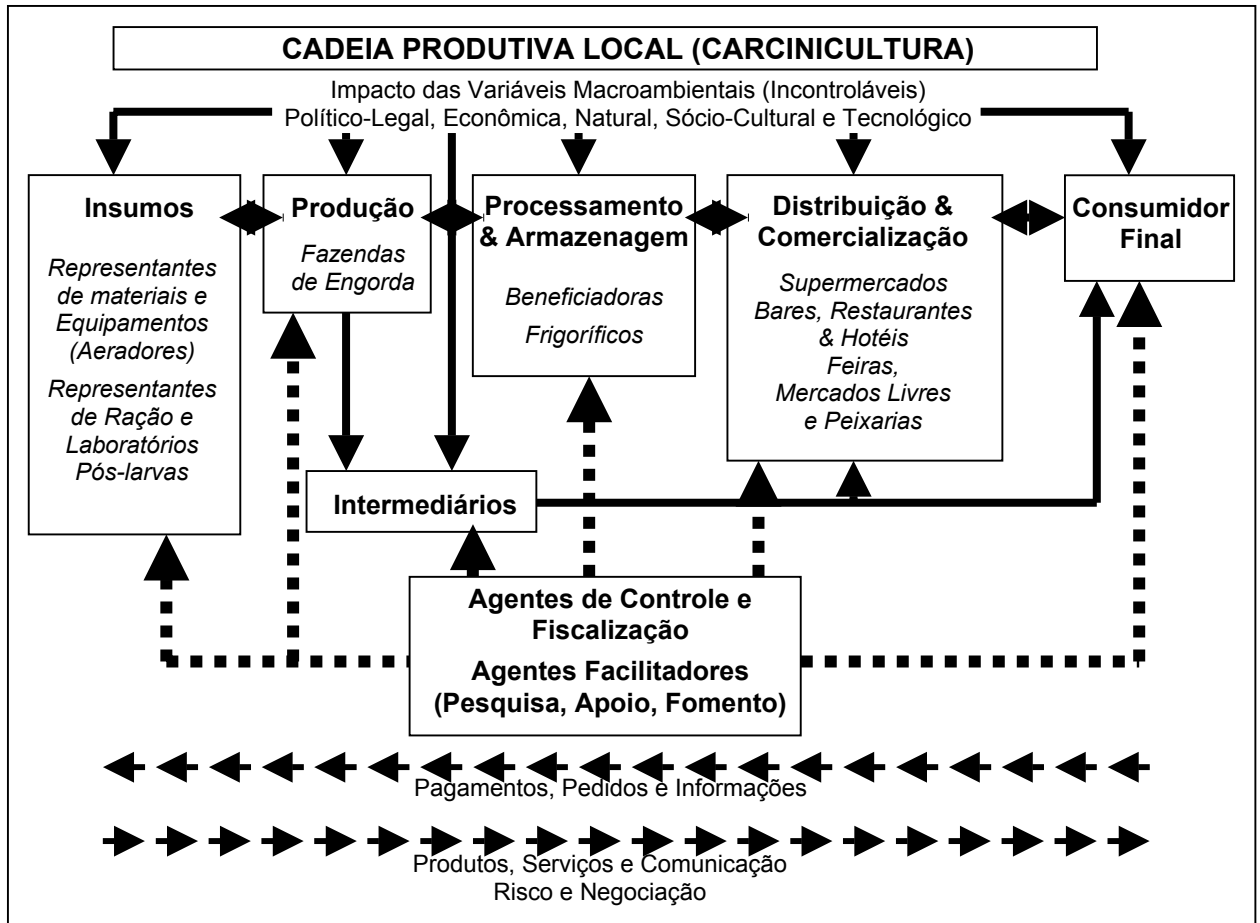 CADEIA PRODUTIVA LOCAL (CARCINICULTURA)
Impacto das Variáveis Macroambientais (Incontroláveis)
Político-Legal, Econômica, Natural, Sócio-Cultural e Tecnológico
Insumos
Representantes
de materiais e
Equipamentos
(Aeradores)
Representantes
de Ração e
Laboratórios
Pós-larvas
Produção
Fazendas
de Engorda
Processamento
& Armazenagem
Beneficiadoras
Frigoríficos
Distribuição &
Comercialização
Supermercados
Bares, Restaurantes
& Hotéis
Feiras,
Mercados Livres
e Peixarias
Consumidor
Final
Intermediários
Agentes de Controle e
Fiscalização
Agentes Facilitadores
(Pesquisa, Apoio, Fomento)
Pagamentos, Pedidos e Informações
Produtos, Serviços e Comunicação
Risco e Negociação